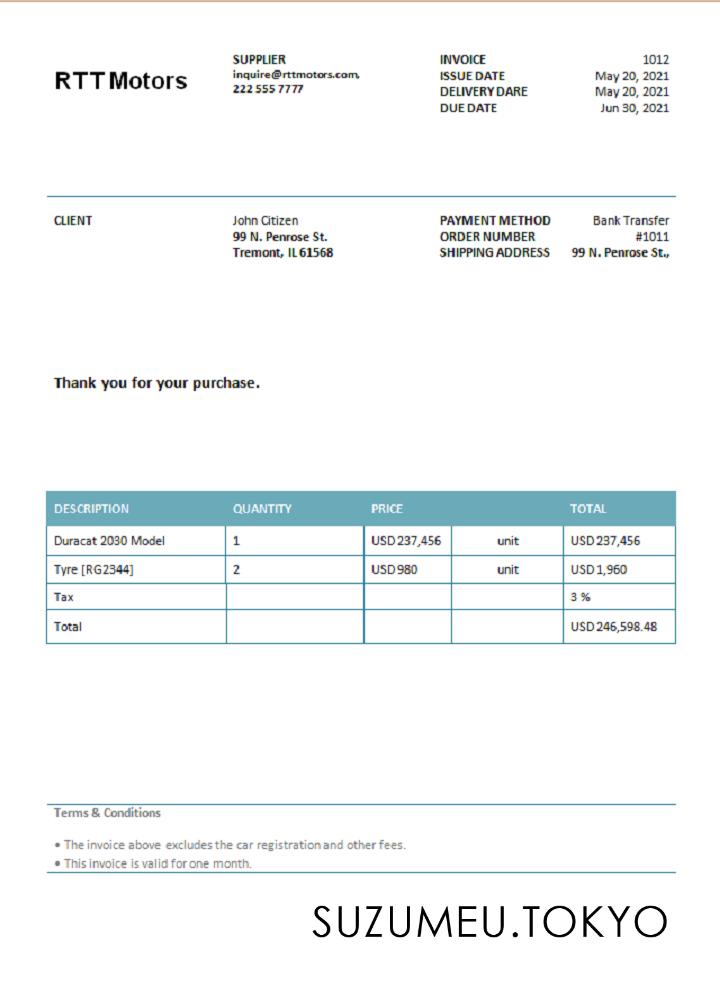 RTT Motors
SUPPLIER
inquire@rttmotors.com,
222 555 7777
INVOICE 1012
ISSUE DATE May 20, 2021
DELIVERY DARE May 20, 2021
DUE DATE Jun 30, 2021
CLIENT
John Citizen
99 N. Penrose St.
Tremont, IL 61568
PAYMENT METHOD Bank Transfer
ORDER NUMBER #1011
SHIPPING ADDRESS 99 N. Penrose St.,
Thank you for your purchase.
DESCRIPTION QUANTITY PRICE TOTAL
Duracat 2030 Model 1 USD 237,456 unit USD 237,456
Tyre [RG2344] 2 USD 980 unit USD 1,960
Tax 3 %
Total USD 246,598.48
Terms & Conditions
• The invoice above excludes the car registration and other fees.
• This invoice is valid for one month.
SUZUMEU.TOKYO